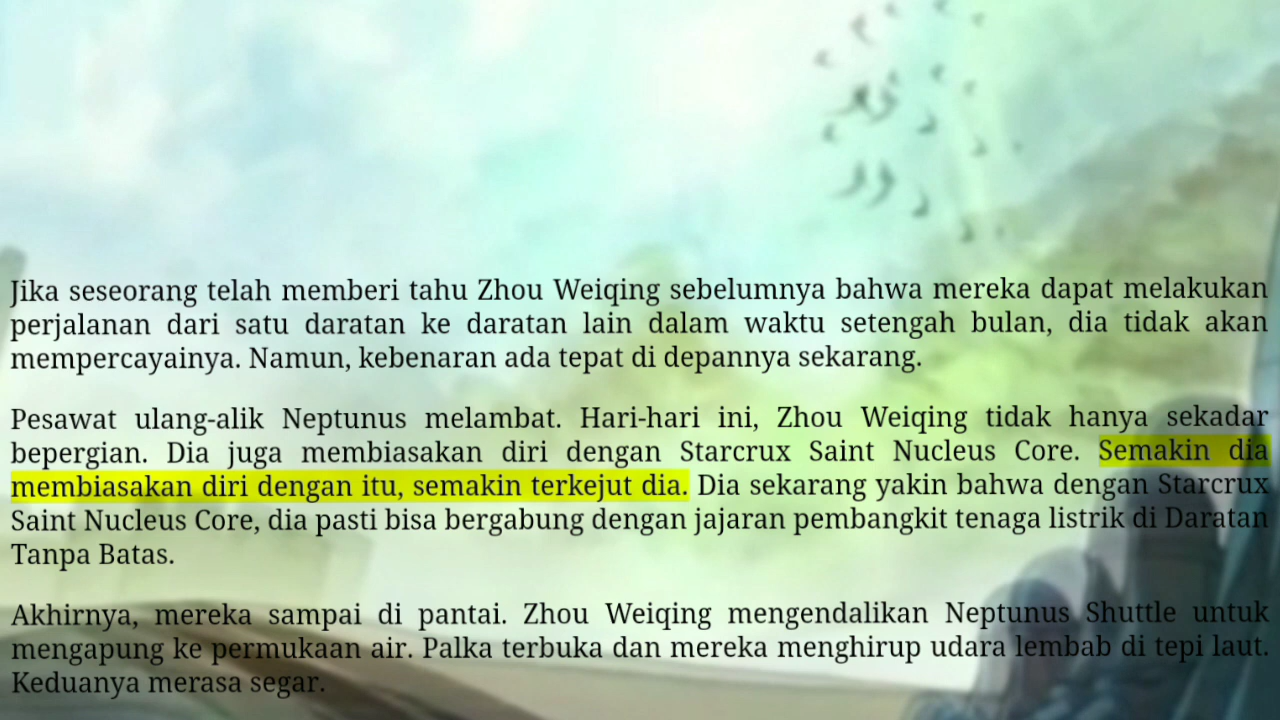 Jika seseorang telah memberi tahu Zhou Weiqing sebelumnya bahwa mereka dapat melakukan
perjalanan dari satu daratan ke daratan lain dalam waktu setengah bulan, dia tidak akan
mempercayainya. Namun, kebenaran ada tepat di depannya sekarang.
Pesawat ulang-alik Neptunus melambat. Hari-hari ini, Zhou Weiqing tidak hanya sekadar
bepergian. Dia juga membiasakan diri dengan Starcrux Saint Nucleus Core. Semakin dia
membiasakan diri dengan itu, semakin terkejut dia. Dia sekarang yakin bahwa dengan Starcrux
Saint Nucleus Core, dia pasti bisa bergabung dengan jajaran pembangkit tenaga listrik di Daratan
Tanpa Batas.
Akhirnya, mereka sampai di pantai. Zhou Weiqing mengendalikan Neptunus Shuttle untuk
mengapung ke permukaan air. Palka terbuka dan mereka menghirup udara lembab di tepi laut.
Keduanya merasa segar.